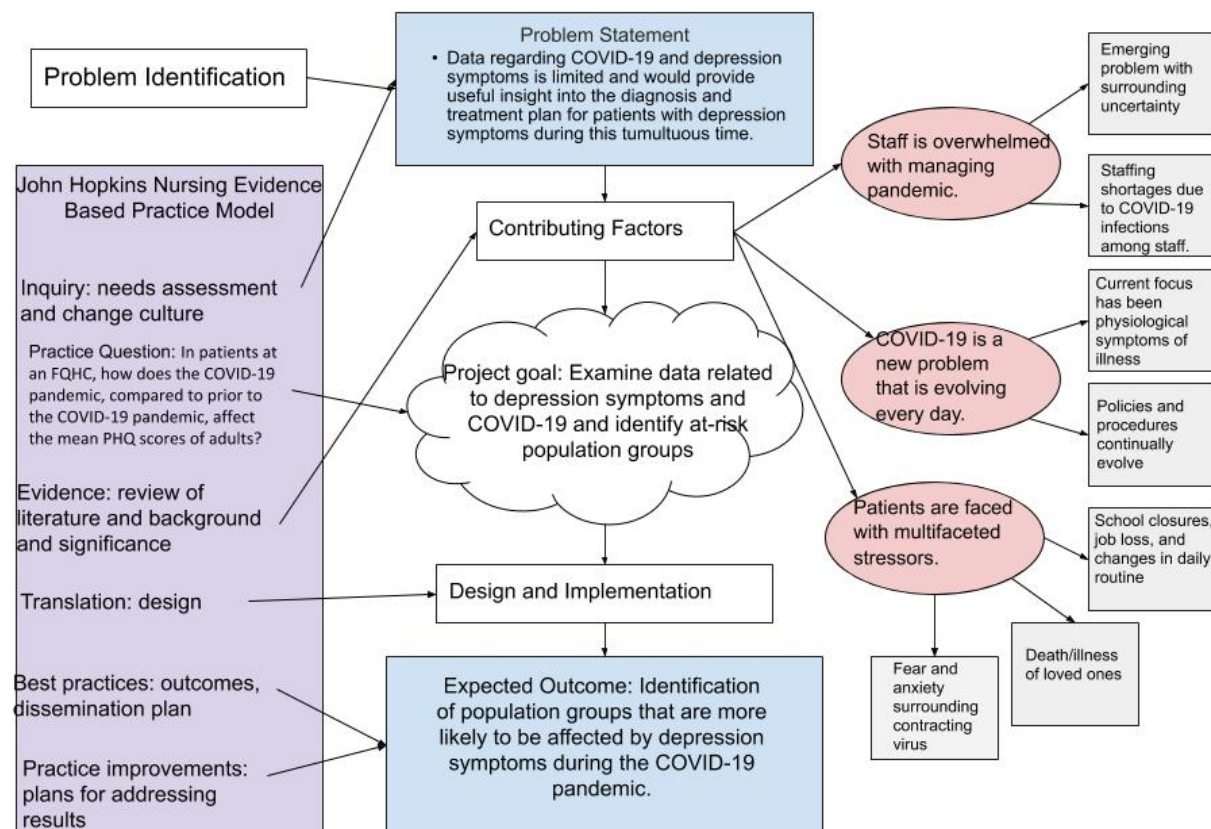 Problem Identification
Problem Statement
• Data regarding COVID-19 and depression
symptoms is limited and would provide
useful insight into the diagnosis and
treatment plan for patients with depression
symptoms during this tumultuous time.
John Hopkins Nursing Evidence
Based Practice Model
Inquiry: needs assessment
and change culture
Practice Question: In patients at
an FQHC, how does the COVID-19
pandemic, compared to prior to
the COVID-19 pandemic, affect
the mean PHQ scores of adults?
Evidence: review of
literature and background
and significance
Translation: design
Best practices: outcomes,
dissemination plan
Practice improvements:
plans for addressing
results
Contributing Factors
Project goal: Examine data related
to depression symptoms and
COVID-19 and identify at-risk
population groups
Design and Implementation
Expected Outcome: Identification
of population groups that are more
likely to be affected by depression
symptoms during the COVID-19
pandemic.
Staff is overwhelmed
with managing
pandemic.
Emerging
problem with
surrounding
uncertainty
Staffing
shortages due
to COVID-19
infections
among staff.
COVID-19 is a
new problem
that is evolving
every day.
Current focus
has been
physiological
symptoms of
illness
Policies and
procedures
continually
evolve
Patients are faced
with multifaceted
stressors.
School closures,
job loss, and
changes in daily
routine
Death/illness
of loved ones
Fear and
anxiety
surrounding
contracting
virus